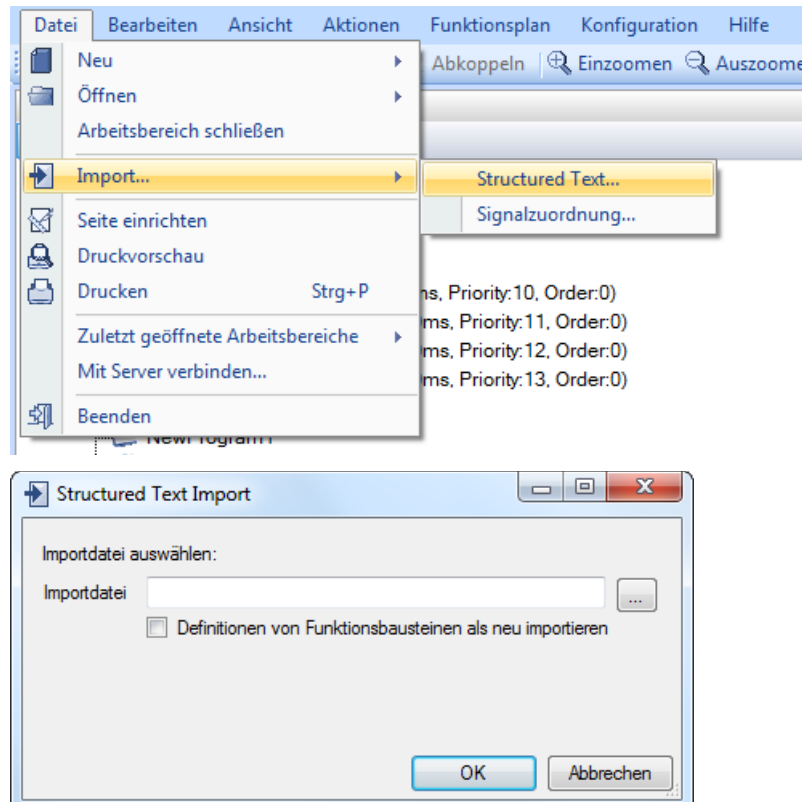 Datei Bearbeiten Ansicht Aktionen Funktionsplan Konfiguration Hilfe
Neu Abkoppeln Einzoomen Auszoome
Öffnen
Arbeitsbereich schließen
Import... Structured Text...
Signalzuordnung...
Seite einrichten
Druckvorschau
Drucken Strg+P ns, Priority:10, Order:0)
ms, Priority:11, Order:0)
Zuletzt geöffnete Arbeitsbereiche ms, Priority:12, Order:0)
Mit Server verbinden... ms, Priority:13, Order:0)
Beenden
Structured Text Import
Importdatei auswählen:
Importdatei ...
Definitionen von Funktionsbausteinen als neu importieren
OK Abbrechen